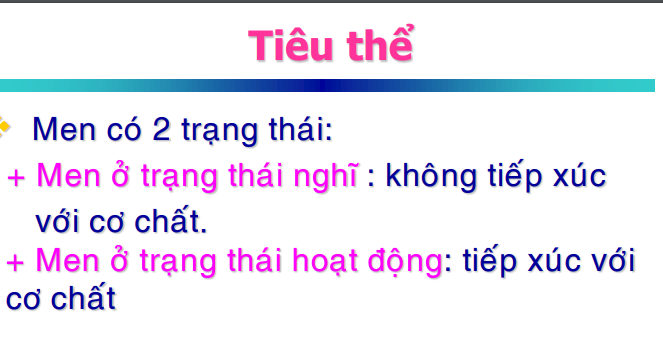 Tiêu thể
Men có 2 trạng thái:
+ Men ở trạng thái nghĩ : không tiếp xúc
với cơ chất.
+ Men ở trạng thái hoạt động: tiếp xúc với
cơ chất